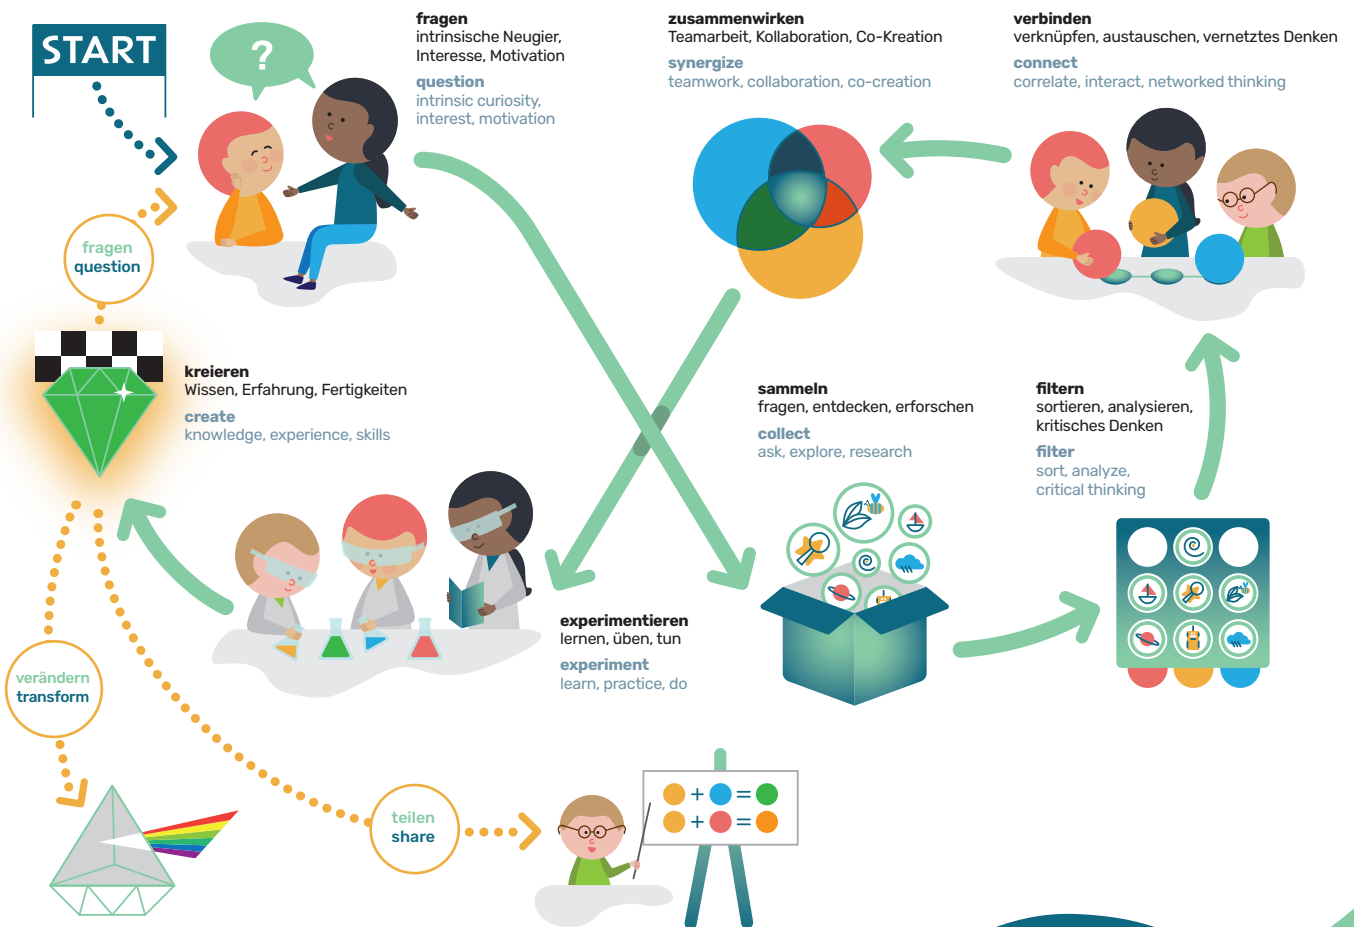 START
?
fragen
intrinsische Neugier,
Interesse, Motivation
question
intrinsic curiosity,
interest, motivation
zusammenwirken
Teamarbeit, Kollaboration, Co-Kreation
synergize
teamwork, collaboration, co-creation
verbinden
verknüpfen, austauschen, vernetztes Denken
connect
correlate, interact, networked thinking
fragen
question
kreieren
Wissen, Erfahrung, Fertigkeiten
create
knowledge, experience, skills
sammeln
fragen, entdecken, erforschen
collect
ask, explore, research
filtern
sortieren, analysieren,
kritisches Denken
filter
sort, analyze,
critical thinking
experimentieren
lernen, üben, tun
experiment
learn, practice, do
verändern
transform
teilen
share
+ =
+ =